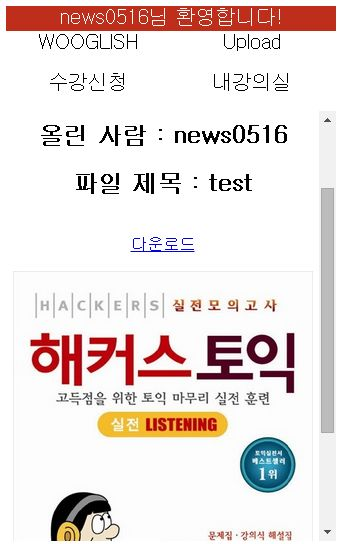 news0516님 환영합니다!
WOOGLISH Upload
수강신청 내강의실
올린 사람 : news0516
파일 제목 : test
다운로드
HACKERS 실전모의고사
해커스토익
고득점을 위한 토익 마무리 실전 훈련
실전 LISTENING
토익실전서
베스트셀러
1위
문제집 · 강의식 해설집